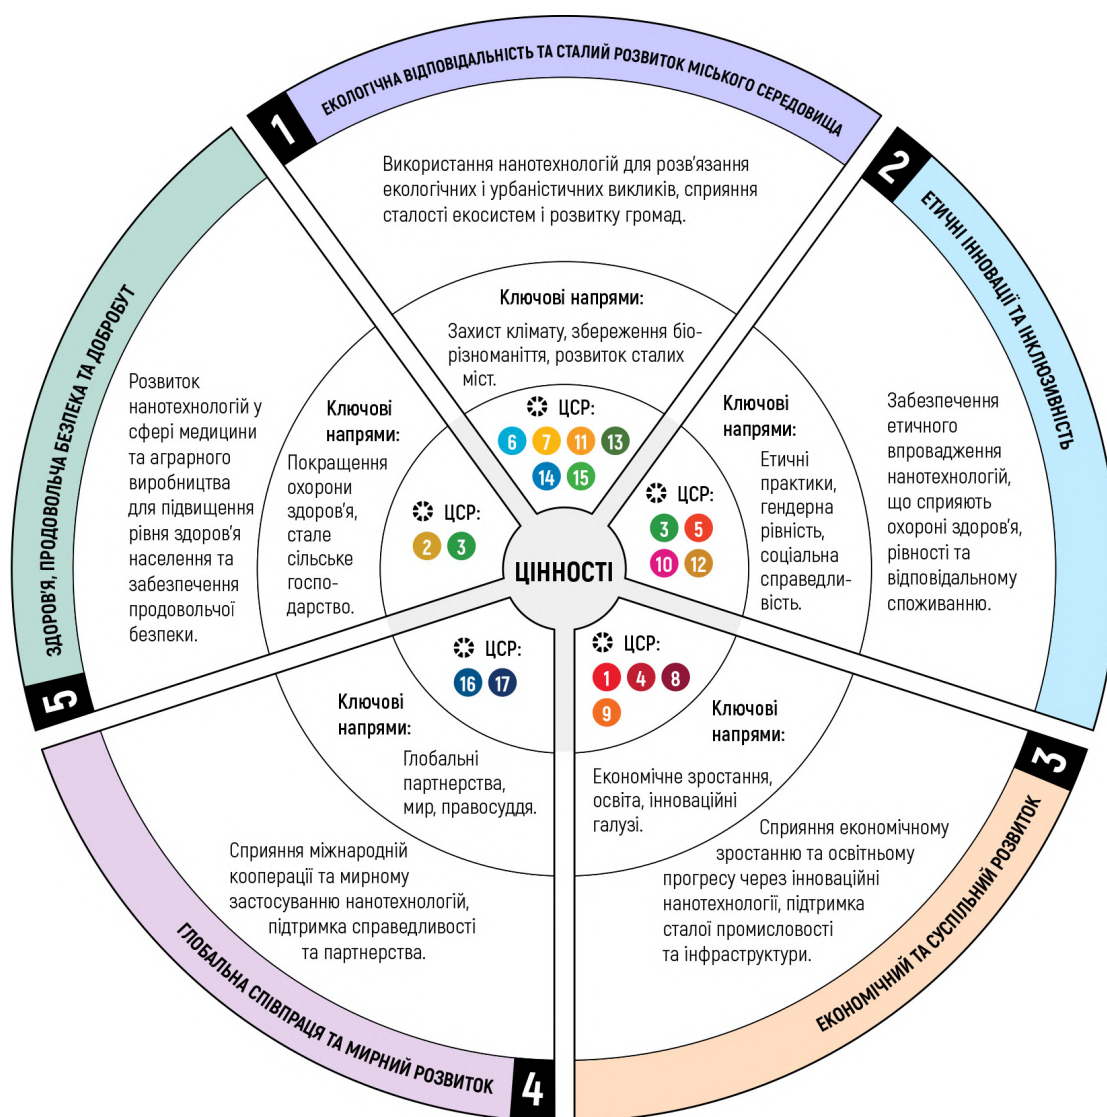 1
ЕКОЛОГІЧНА ВІДПОВІДАЛЬНІСТЬ ТА СТАЛИЙ РОЗВИТОК МІСЬКОГО СЕРЕДОВИЩА
Використання нанотехнологій для розв'язання
екологічних і урбаністичних викликів, сприяння
сталості екосистем і розвитку громад.
Ключові напрями:
Захист клімату, збереження біо-
різноманіття, розвиток сталих
міст.
ЦСР:
6 7 11 13
14 15
2
ЕТИЧНІ ІННОВАЦІЇ ТА ІНКЛЮЗИВНІСТЬ
Забезпечення
етичного
впровадження
нанотехнологій,
що сприяють
охороні здоров'я,
рівності та
відповідальному
споживанню.
Ключові
напрями:
Етичні
практики,
гендерна
рівність,
соціальна
справедли-
вість.
ЦСР:
3 5
10 12
3
ЕКОНОМІЧНИЙ ТА СУСПІЛЬНИЙ РОЗВИТОК
Сприяння економічному
зростанню та освітньому
прогресу через інноваційні
нанотехнології, підтримка
сталої промисловості
та інфраструктури.
Ключові
напрями:
Економічне зростання,
освіта, інноваційні
галузі.
ЦСР:
1 4 8
9
4
ГЛОБАЛЬНА СПІВПРАЦЯ ТА МИРНИЙ РОЗВИТОК
Сприяння міжнародній
кооперації та мирному
застосуванню нанотехнологій,
підтримка справедливості
та партнерства.
Ключові
напрями:
Глобальні
партнерства,
мир, правосуддя.
ЦСР:
16 17
5
ЗДОРОВ'Я, ПРОДОВОЛЬЧА БЕЗПЕКА ТА ДОБРОБУТ
Розвиток
нанотехнологій у
сфері медицини
та аграрного
виробництва
для підвищення
рівня здоров'я
населення та
забезпечення
продовольчої
безпеки.
Ключові
напрями:
Покращення
охорони
здоров'я,
стале
сільське
госпо-
дарство.
ЦСР:
2 3
ЦІННОСТІ